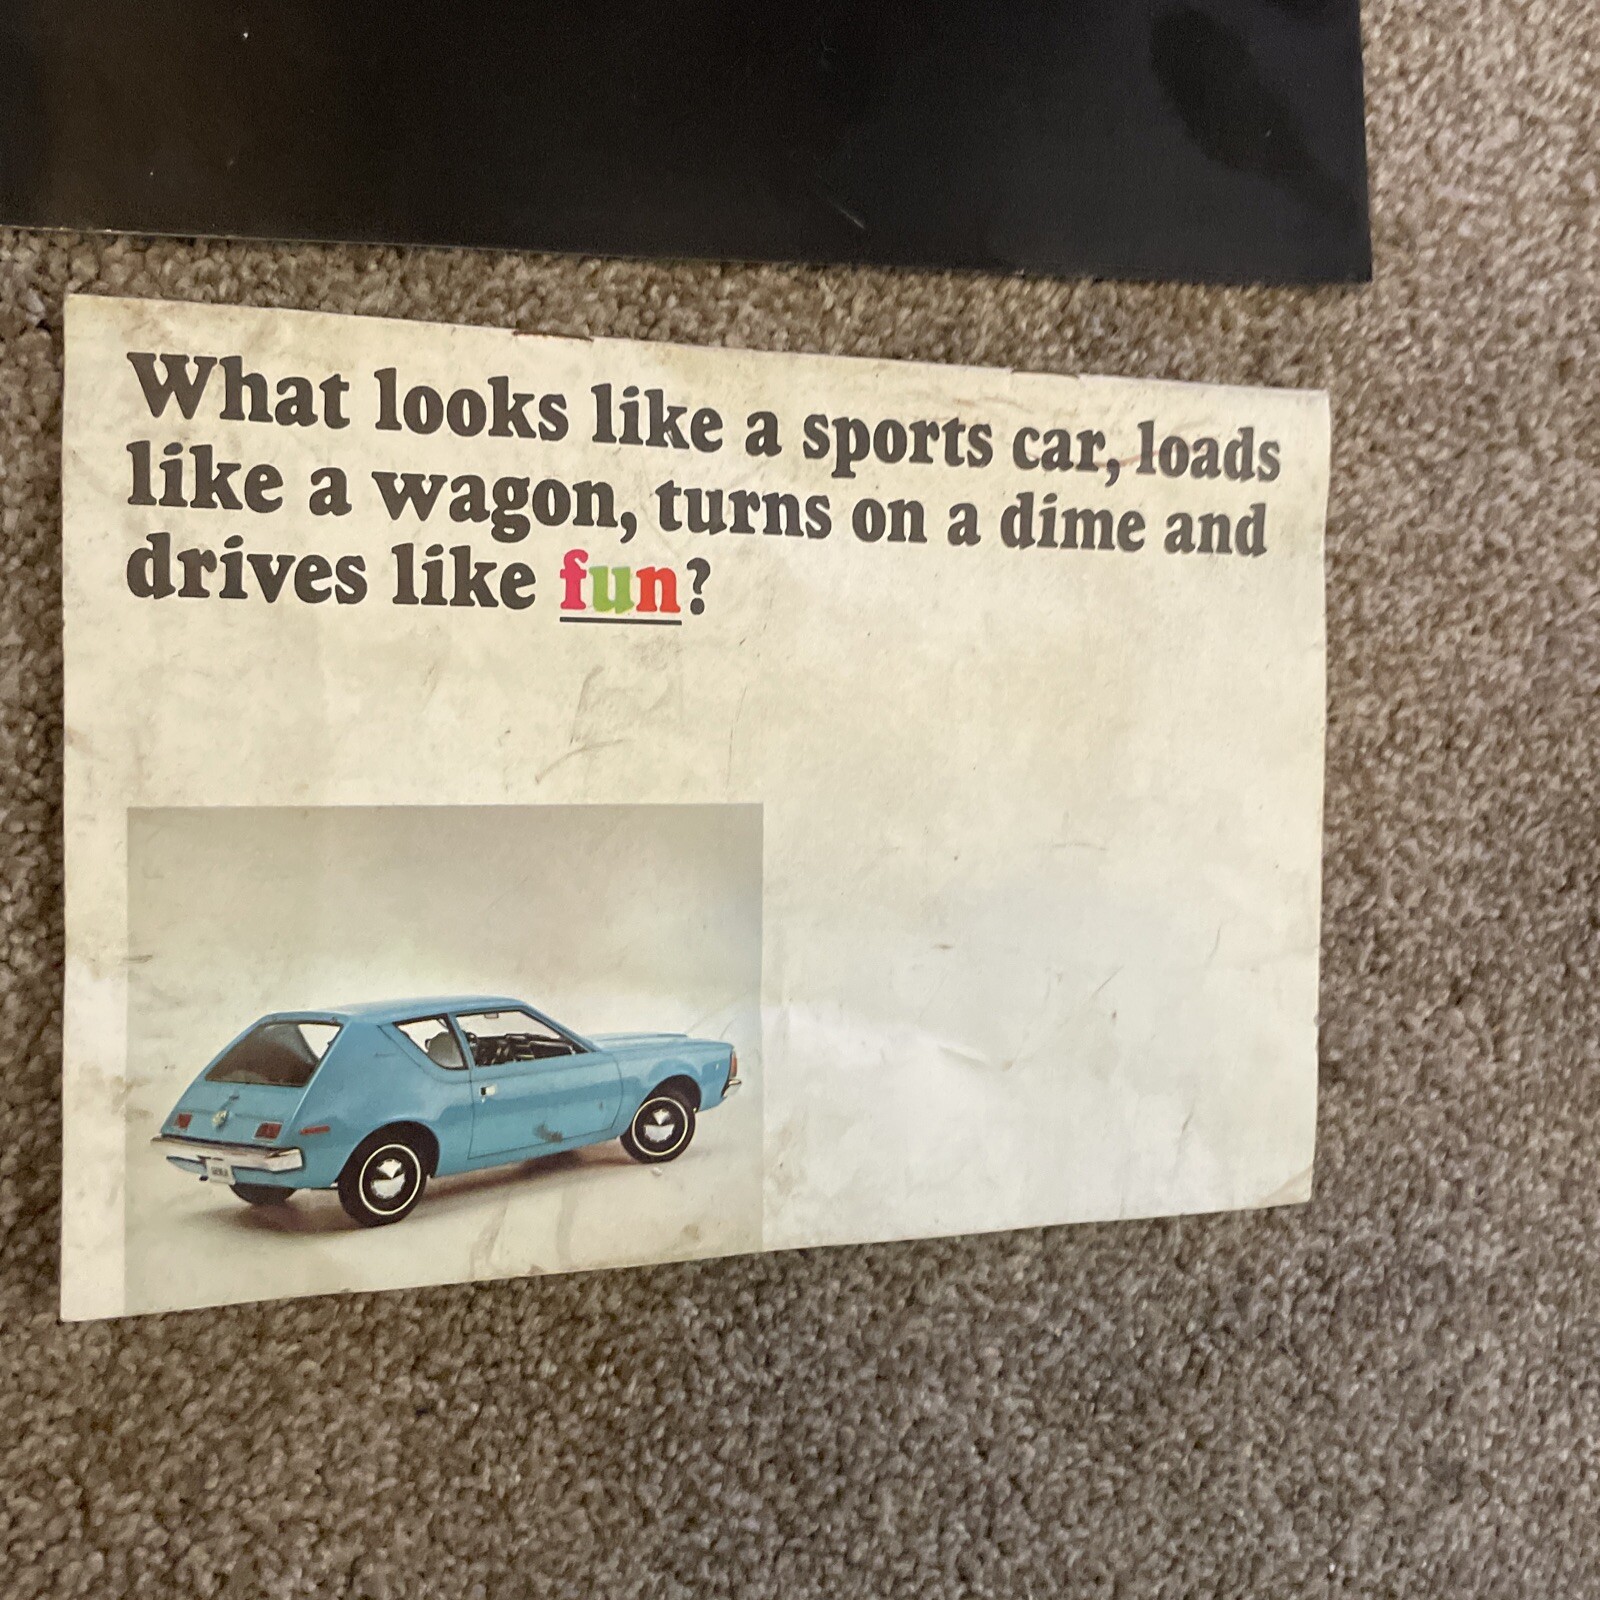 What looks like a sports car, loads
like a wagon, turns on a dime and
drives like fun?